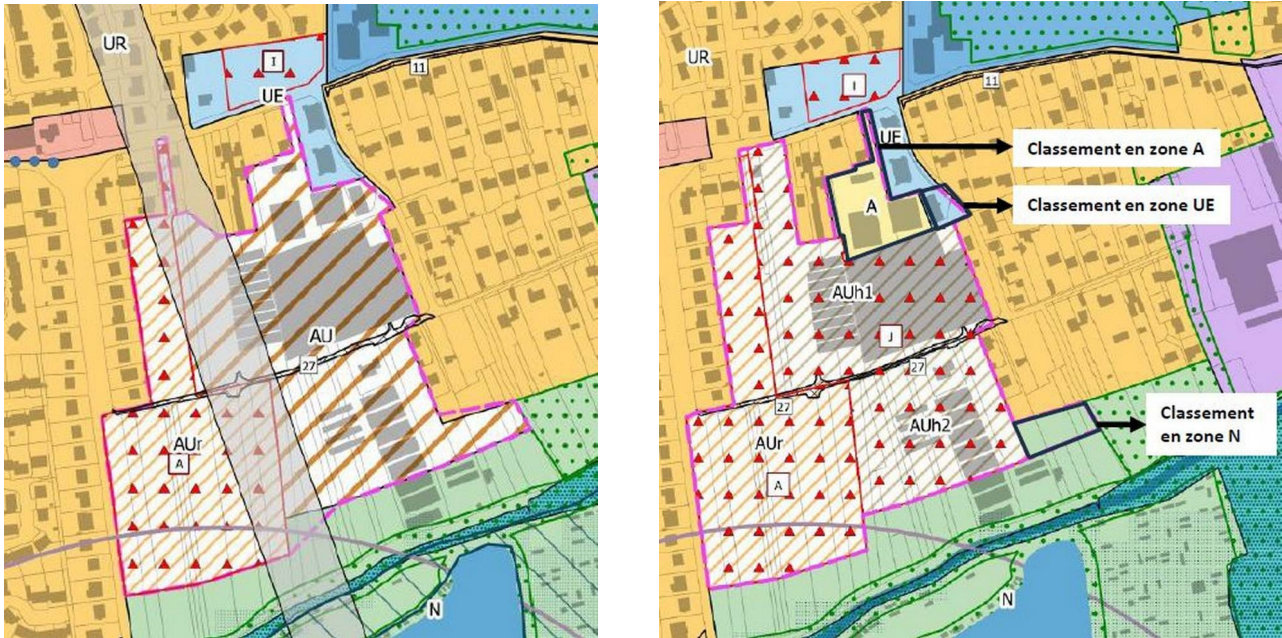 UR
I
UE
11
AU
27
AUr
A
N
UR
I
11
UE
Classement en zone A
Classement en zone UE
A
AUh1
J
27
27
AUh2
Classement
en zone N
AUr
A
N